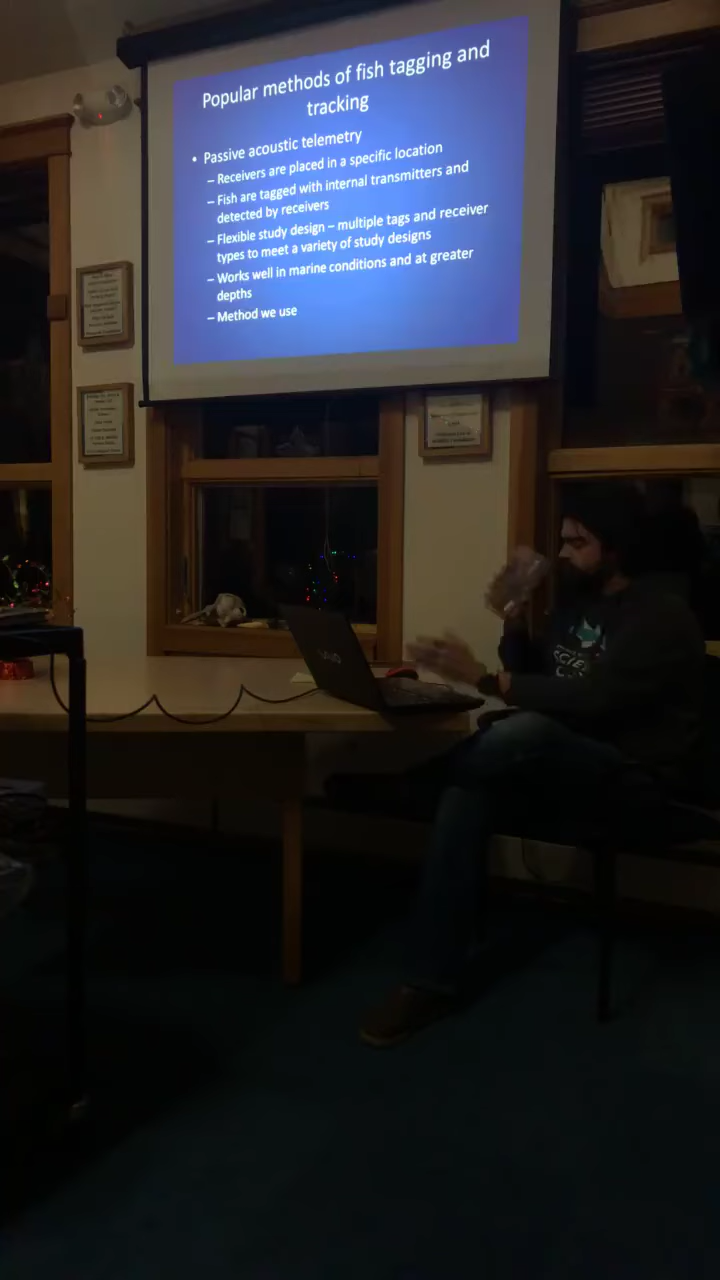 Popular methods of fish tagging and
tracking
• Passive acoustic telemetry
– Receivers are placed in a specific location
– Fish are tagged with internal transmitters and
detected by receivers
– Flexible study design – multiple tags and receiver
types to meet a variety of study designs
– Works well in marine conditions and at greater
depths
– Method we use
VAIO